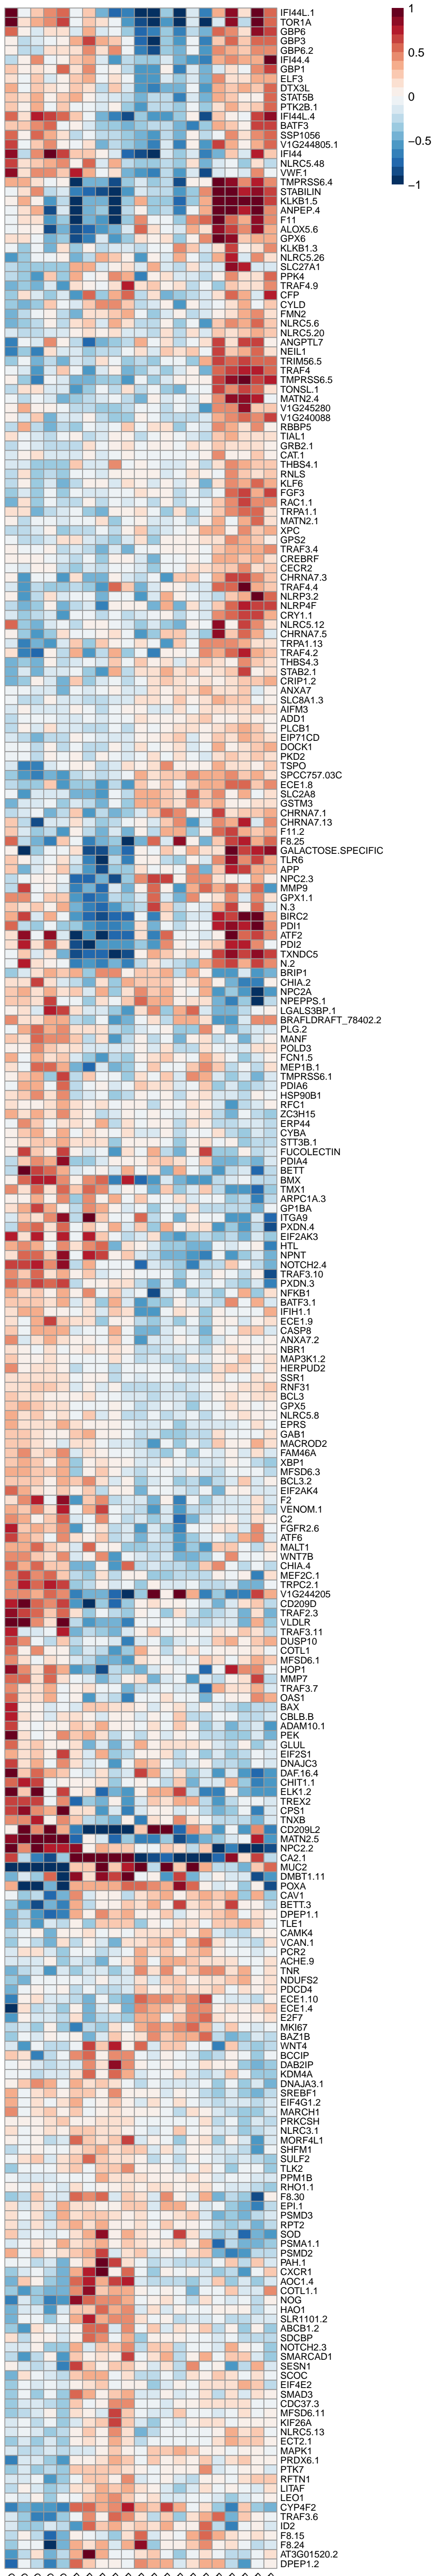 IFI44L.1
TOR1A
GBP6
GBP3
GBP6.2
IFI44.4
GBP1
ELF3
DTX3L
STAT5B
PTK2B.1
IFI44L.4
BATF3
SSP1056
V1G244805.1
IFI44
NLRC5.48
VWF.1
TMPRSS6.4
STABILIN
KLKB1.5
ANPEP.4
F11
ALOX5.6
GPX6
KLKB1.3
NLRC5.26
SLC27A1
PPK4
TRAF4.9
CFP
CYLD
FMN2
NLRC5.6
NLRC5.20
ANGPTL7
NEIL1
TRIM56.5
TRAF4
TMPRSS6.5
TONSL.1
MATN2.4
V1G245280
V1G240088
RBBP5
TIAL1
GRB2.1
CAT.1
THBS4.1
RNLS
KLF6
FGF3
RAC1.1
TRPA1.1
MATN2.1
XPC
GPS2
TRAF3.4
CREBRF
CECR2
CHRNA7.3
TRAF4.4
NLRP3.2
NLRP4F
CRY1.1
NLRC5.12
CHRNA7.5
TRPA1.13
TRAF4.2
THBS4.3
STAB2.1
CRIP1.2
ANXA7
SLC8A1.3
AIFM3
ADD1
PLCB1
EIP71CD
DOCK1
PKD2
TSPO
SPCC757.03C
ECE1.8
SLC2A8
GSTM3
CHRNA7.1
CHRNA7.13
F11.2
F8.25
GALACTOSE.SPECIFIC
TLR6
APP
NPC2.3
MMP9
GPX1.1
N.3
BIRC2
PDI1
ATF2
PDI2
TXNDC5
N.2
BRIP1
CHIA.2
NPC2A
NPEPPS.1
LGALS3BP.1
BRAFLDRAFT_78402.2
PLG.2
MANF
POLD3
FCN1.5
MEP1B.1
TMPRSS6.1
PDIA6
HSP90B1
RFC1
ZC3H15
ERP44
CYBA
STT3B.1
FUCOLECTIN
PDIA4
BETT
BMX
TMX1
ARPC1A.3
GP1BA
ITGA9
PXDN.4
EIF2AK3
HTL
NPNT
NOTCH2.4
TRAF3.10
PXDN.3
NFKB1
BATF3.1
IFIH1.1
ECE1.9
CASP8
ANXA7.2
NBR1
MAP3K1.2
HERPUD2
SSR1
RNF31
BCL3
GPX5
NLRC5.8
EPRS
GAB1
MACROD2
FAM46A
XBP1
MFSD6.3
BCL3.2
EIF2AK4
F2
VENOM.1
C2
FGFR2.6
ATF6
MALT1
WNT7B
CHIA.4
MEF2C.1
TRPC2.1
V1G244205
CD209D
TRAF2.3
VLDLR
TRAF3.11
DUSP10
COTL1
MFSD6.1
HOP1
MMP7
TRAF3.7
OAS1
BAX
CBLB.B
ADAM10.1
PEK
GLUL
EIF2S1
DNAJC3
DAF.16.4
CHIT1.1
ELK1.2
TREX2
CPS1
TNXB
CD209L2
MATN2.5
NPC2.2
CA2.1
MUC2
DMBT1.11
POXA
CAV1
BETT.3
DPEP1.1
TLE1
CAMK4
VCAN.1
PCR2
ACHE.9
TNR
NDUFS2
PDCD4
ECE1.10
ECE1.4
E2F7
MKI67
BAZ1B
WNT4
BCCIP
DAB2IP
KDM4A
DNAJA3.1
SREBF1
EIF4G1.2
MARCH1
PRKCSH
NLRC3.1
MORF4L1
SHFM1
SULF2
TLK2
PPM1B
RHO1.1
F8.30
EPI.1
PSMD3
RPT2
SOD
PSMA1.1
PSMD2
PAH.1
CXCR1
AOC1.4
COTL1.1
NOG
HAO1
SLR1101.2
ABCB1.2
SDCBP
NOTCH2.3
SMARCAD1
SESN1
SCOC
EIF4E2
SMAD3
CDC37.3
MFSD6.11
KIF26A
NLRC5.13
ECT2.1
MAPK1
PRDX6.1
PTK7
RFTN1
LITAF
LEO1
CYP4F2
TRAF3.6
ID2
F8.15
F8.24
AT3G01520.2
DPEP1.2
1
0.5
0
−0.5
−1